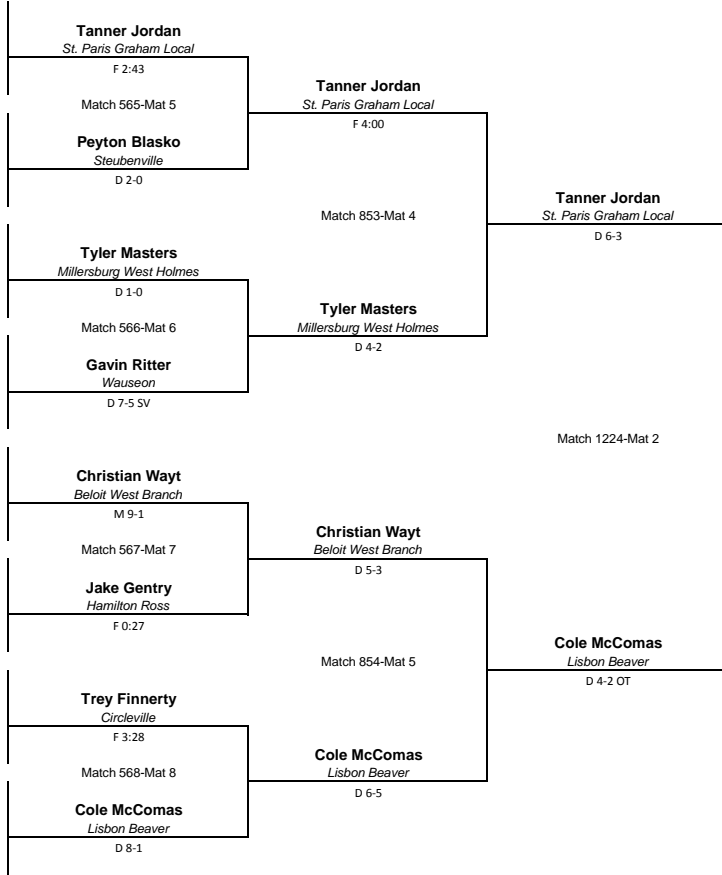 Tanner Jordan
St. Paris Graham Local
F 2:43
Match 565-Mat 5
Peyton Blasko
Steubenville
D 2-0
Tyler Masters
Millersburg West Holmes
D 1-0
Match 566-Mat 6
Gavin Ritter
Wauseon
D 7-5 SV
Christian Wayt
Beloit West Branch
M 9-1
Match 567-Mat 7
Jake Gentry
Hamilton Ross
F 0:27
Trey Finnerty
Circleville
F 3:28
Match 568-Mat 8
Cole McComas
Lisbon Beaver
D 8-1
Tanner Jordan
St. Paris Graham Local
F 4:00
Match 853-Mat 4
Tyler Masters
Millersburg West Holmes
D 4-2
Christian Wayt
Beloit West Branch
D 5-3
Match 854-Mat 5
Cole McComas
Lisbon Beaver
D 6-5
Tanner Jordan
St. Paris Graham Local
D 6-3
Match 1224-Mat 2
Cole McComas
Lisbon Beaver
D 4-2 OT